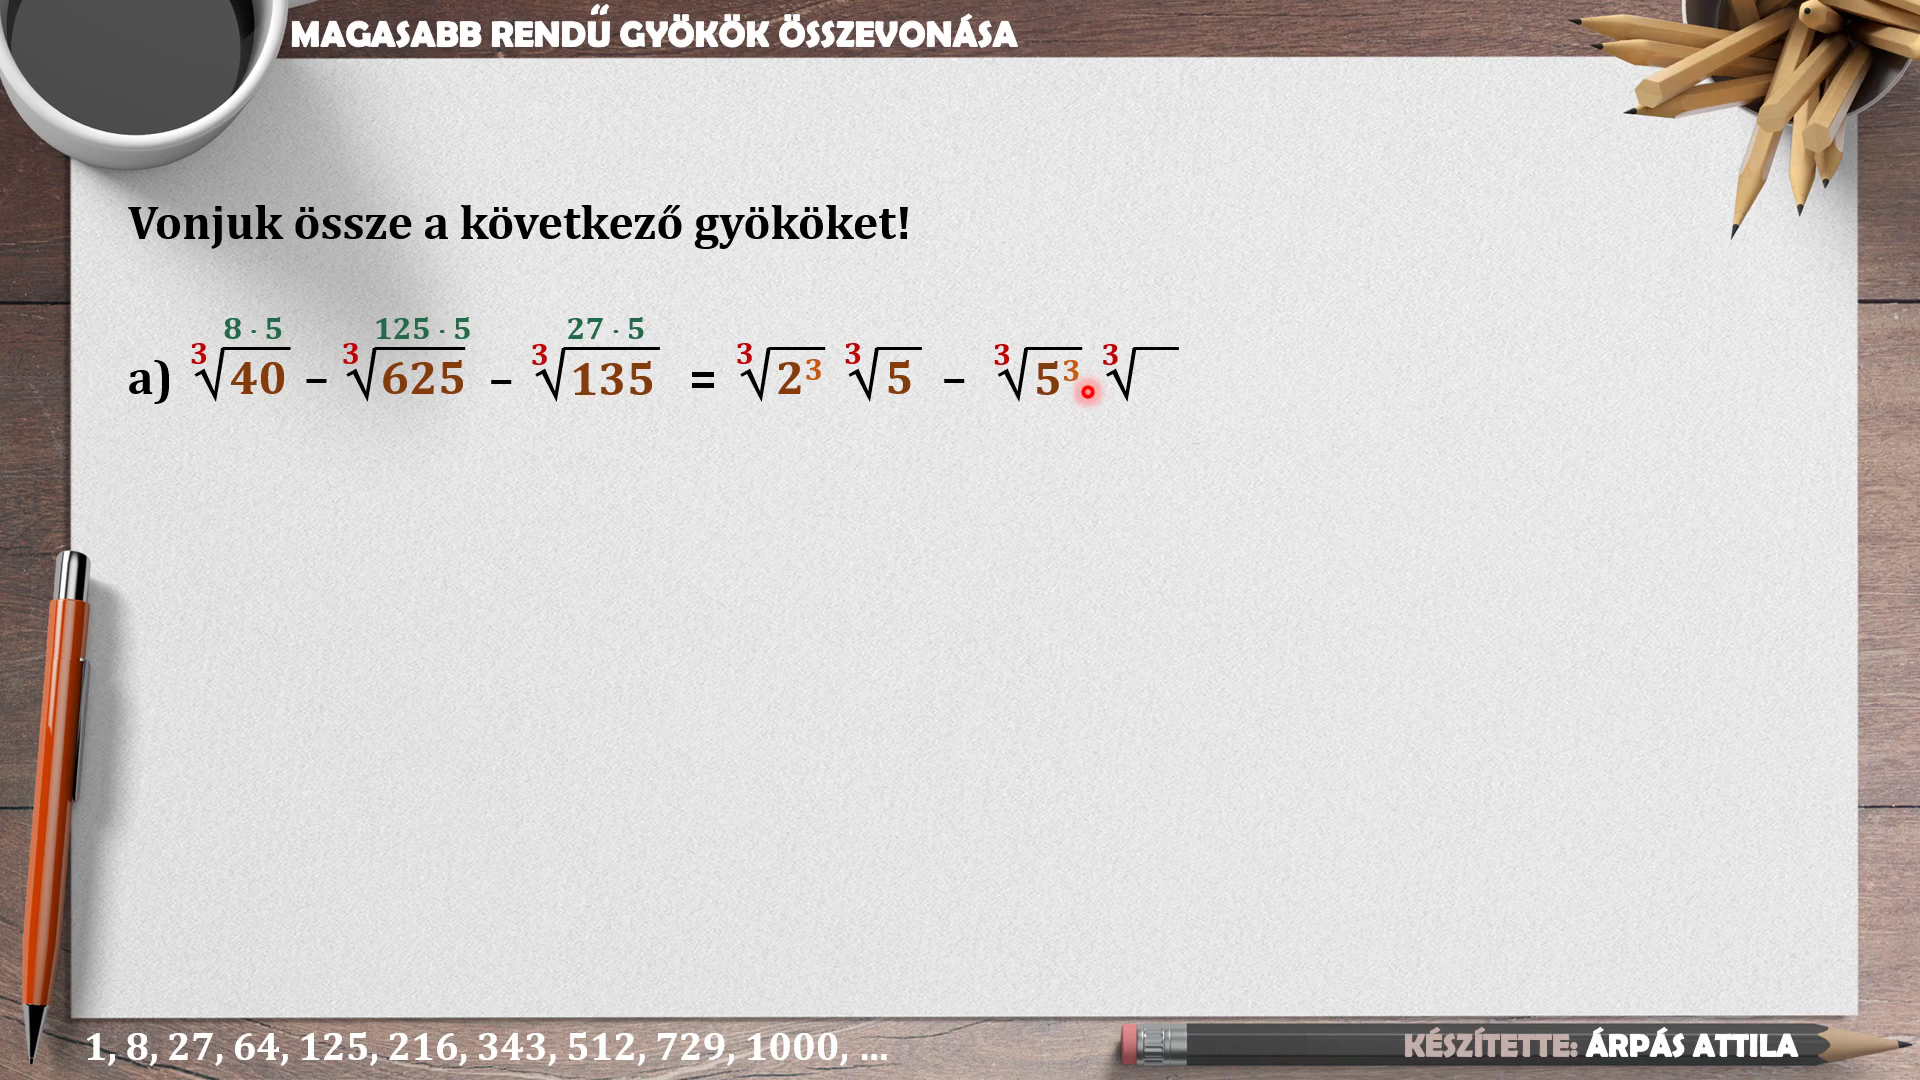 MAGASABB RENDŰ GYÖKÖK ÖSSZEVONÁSA
Vonjuk össze a következő gyököket!
8 · 5 125 · 5 27 · 5
a) ∛40 – ∛625 – ∛135 = ∛2³ ∛5 – ∛5³ ∛
1, 8, 27, 64, 125, 216, 343, 512, 729, 1000, ...
KÉSZÍTETTE: ÁRPÁS ATTILA